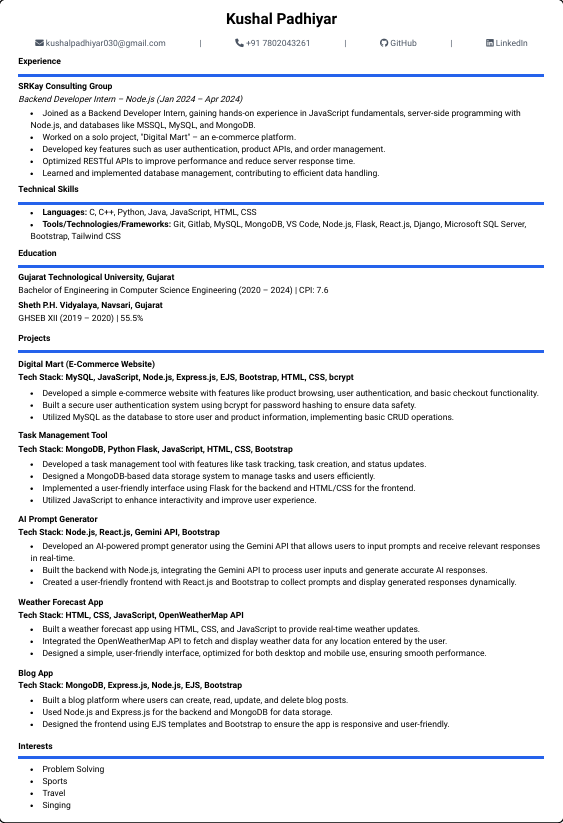 Kushal Padhiyar
kushalpadhiyar030@gmail.com | +91 7802043261 | GitHub | LinkedIn
Experience
SRKay Consulting Group
Backend Developer Intern – Node.js (Jan 2024 – Apr 2024)
• Joined as a Backend Developer Intern, gaining hands-on experience in JavaScript fundamentals, server-side programming with
Node.js, and databases like MSSQL, MySQL, and MongoDB.
• Worked on a solo project, "Digital Mart" – an e-commerce platform.
• Developed key features such as user authentication, product APIs, and order management.
• Optimized RESTful APIs to improve performance and reduce server response time.
• Learned and implemented database management, contributing to efficient data handling.
Technical Skills
• Languages: C, C++, Python, Java, JavaScript, HTML, CSS
• Tools/Technologies/Frameworks: Git, Gitlab, MySQL, MongoDB, VS Code, Node.js, Flask, React.js, Django, Microsoft SQL Server,
Bootstrap, Tailwind CSS
Education
Gujarat Technological University, Gujarat
Bachelor of Engineering in Computer Science Engineering (2020 – 2024) | CPI: 7.6
Sheth P.H. Vidyalaya, Navsari, Gujarat
GHSEB XII (2019 – 2020) | 55.5%
Projects
Digital Mart (E-Commerce Website)
Tech Stack: MySQL, JavaScript, Node.js, Express.js, EJS, Bootstrap, HTML, CSS, bcrypt
• Developed a simple e-commerce website with features like product browsing, user authentication, and basic checkout functionality.
• Built a secure user authentication system using bcrypt for password hashing to ensure data safety.
• Utilized MySQL as the database to store user and product information, implementing basic CRUD operations.
Task Management Tool
Tech Stack: MongoDB, Python Flask, JavaScript, HTML, CSS, Bootstrap
• Developed a task management tool with features like task tracking, task creation, and status updates.
• Designed a MongoDB-based data storage system to manage tasks and users efficiently.
• Implemented a user-friendly interface using Flask for the backend and HTML/CSS for the frontend.
• Utilized JavaScript to enhance interactivity and improve user experience.
AI Prompt Generator
Tech Stack: Node.js, React.js, Gemini API, Bootstrap
• Developed an AI-powered prompt generator using the Gemini API that allows users to input prompts and receive relevant responses
in real-time.
• Built the backend with Node.js, integrating the Gemini API to process user inputs and generate accurate AI responses.
• Created a user-friendly frontend with React.js and Bootstrap to collect prompts and display generated responses dynamically.
Weather Forecast App
Tech Stack: HTML, CSS, JavaScript, OpenWeatherMap API
• Built a weather forecast app using HTML, CSS, and JavaScript to provide real-time weather updates.
• Integrated the OpenWeatherMap API to fetch and display weather data for any location entered by the user.
• Designed a simple, user-friendly interface, optimized for both desktop and mobile use, ensuring smooth performance.
Blog App
Tech Stack: MongoDB, Express.js, Node.js, EJS, Bootstrap
• Built a blog platform where users can create, read, update, and delete blog posts.
• Used Node.js and Express.js for the backend and MongoDB for data storage.
• Designed the frontend using EJS templates and Bootstrap to ensure the app is responsive and user-friendly.
Interests
• Problem Solving
• Sports
• Travel
• Singing